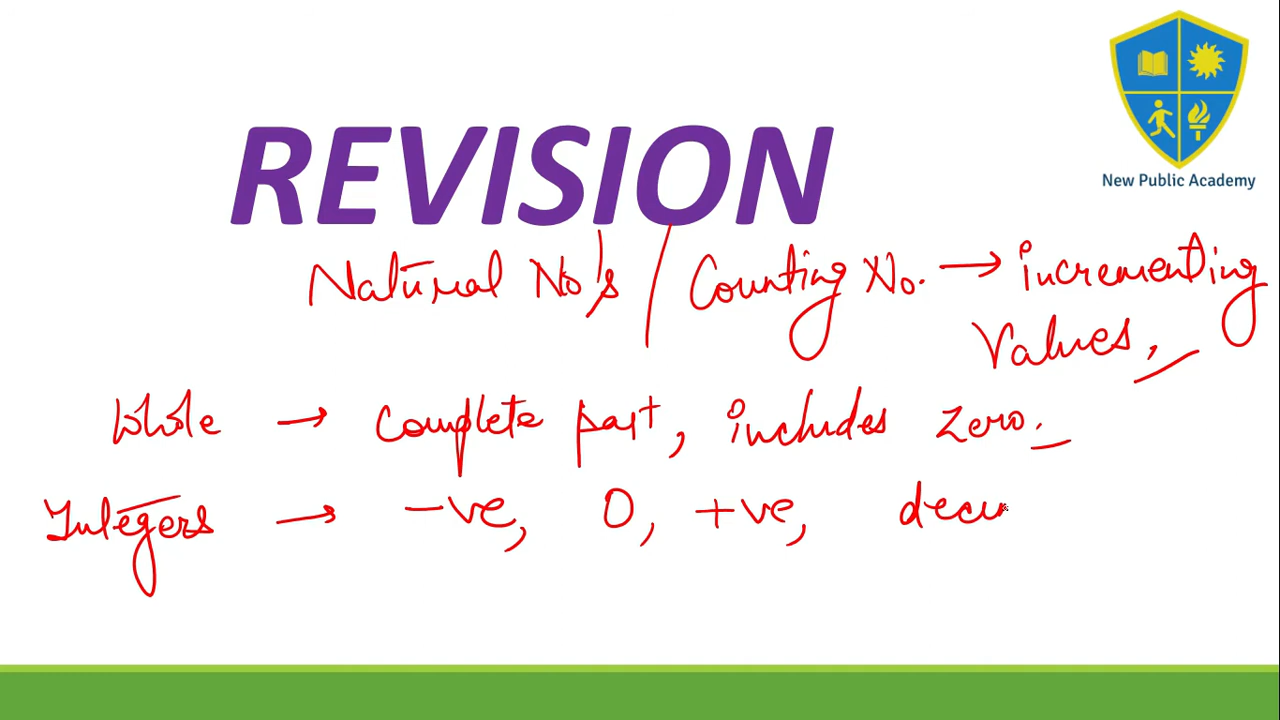 New Public Academy
REVISION
Natural No's / Counting No. → incrementing
Values,
Whole → Complete part, includes zero.
Integers → -ve, 0, +ve,